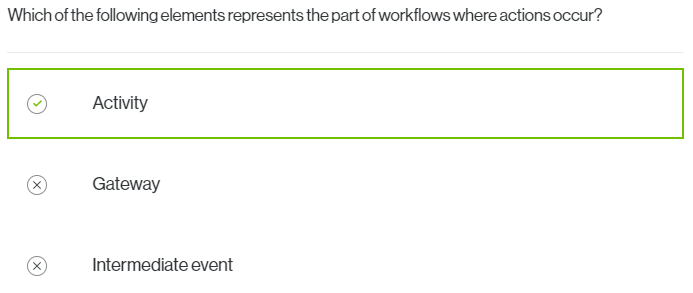 Which of the following elements represents the part of workflows where actions occur?
Activity
Gateway
Intermediate event